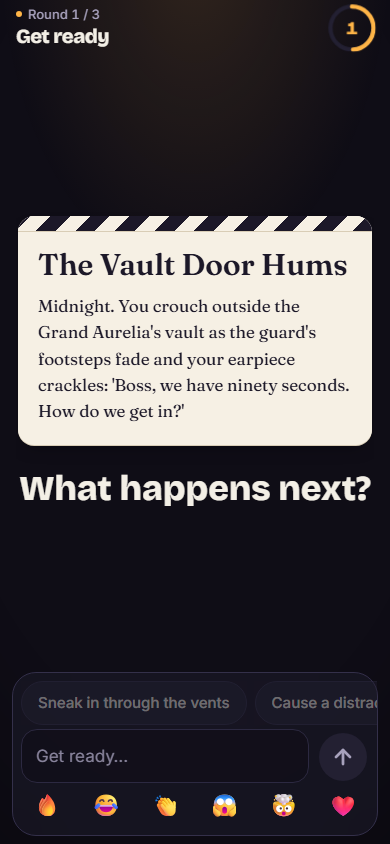 Round 1 / 3
Get ready
1
The Vault Door Hums
Midnight. You crouch outside the
Grand Aurelia's vault as the guard's
footsteps fade and your earpiece
crackles: 'Boss, we have ninety seconds.
How do we get in?'
What happens next?
Sneak in through the vents
Cause a distrac
Get ready...